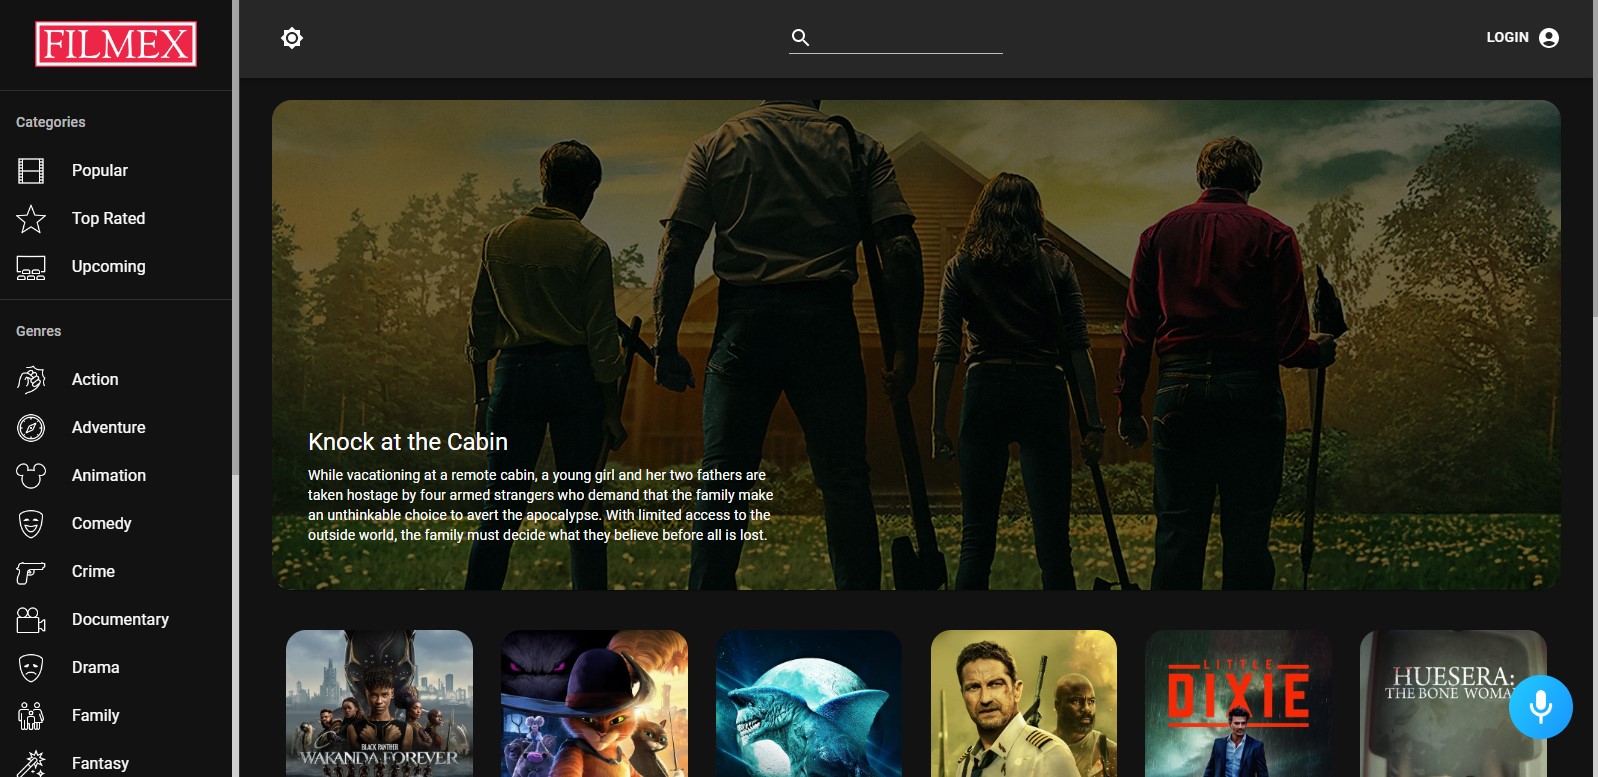 FILMEX
LOGIN
Categories
Popular
Top Rated
Upcoming
Genres
Action
Adventure
Animation
Comedy
Crime
Documentary
Drama
Family
Fantasy
Knock at the Cabin
While vacationing at a remote cabin, a young girl and her two fathers are
taken hostage by four armed strangers who demand that the family make
an unthinkable choice to avert the apocalypse. With limited access to the
outside world, the family must decide what they believe before all is lost.
BLACK PANTHER
WAKANDA FOREVER
LITTLE
DIXIE
HUESERA:
THE BONE WOMA